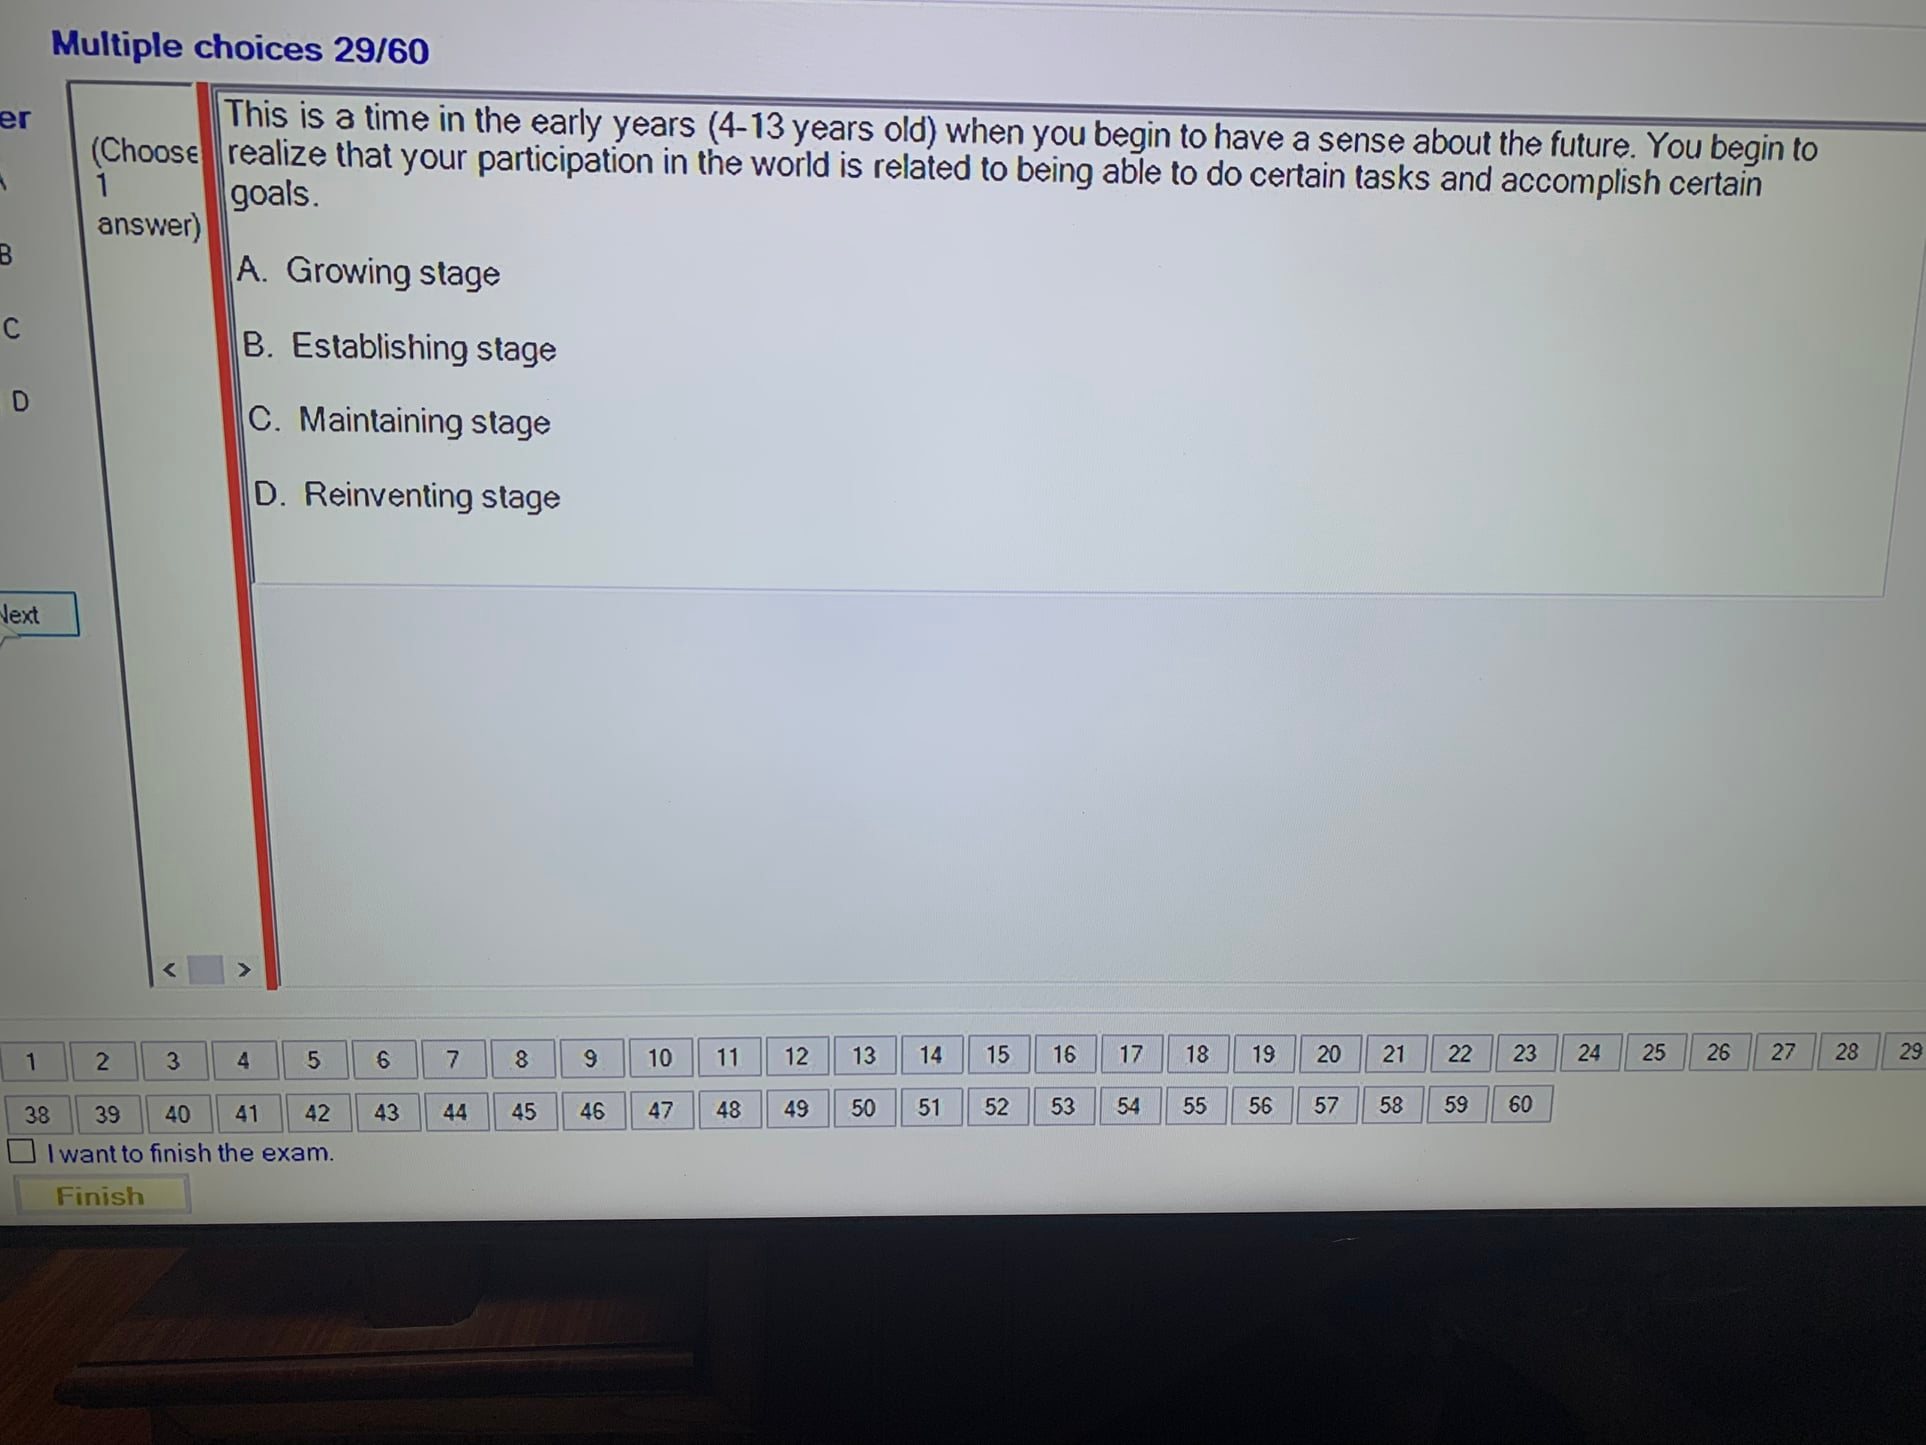 Multiple choices 29/60
er
(Choose
1
answer)
This is a time in the early years (4-13 years old) when you begin to have a sense about the future. You begin to
realize that your participation in the world is related to being able to do certain tasks and accomplish certain
goals.
A. Growing stage
B. Establishing stage
C. Maintaining stage
D. Reinventing stage
B
C
D
Next
< >
1 2 3 4 5 6 7 8 9 10 11 12 13 14 15 16 17 18 19 20 21 22 23 24 25 26 27 28 29
38 39 40 41 42 43 44 45 46 47 48 49 50 51 52 53 54 55 56 57 58 59 60
I want to finish the exam.
Finish